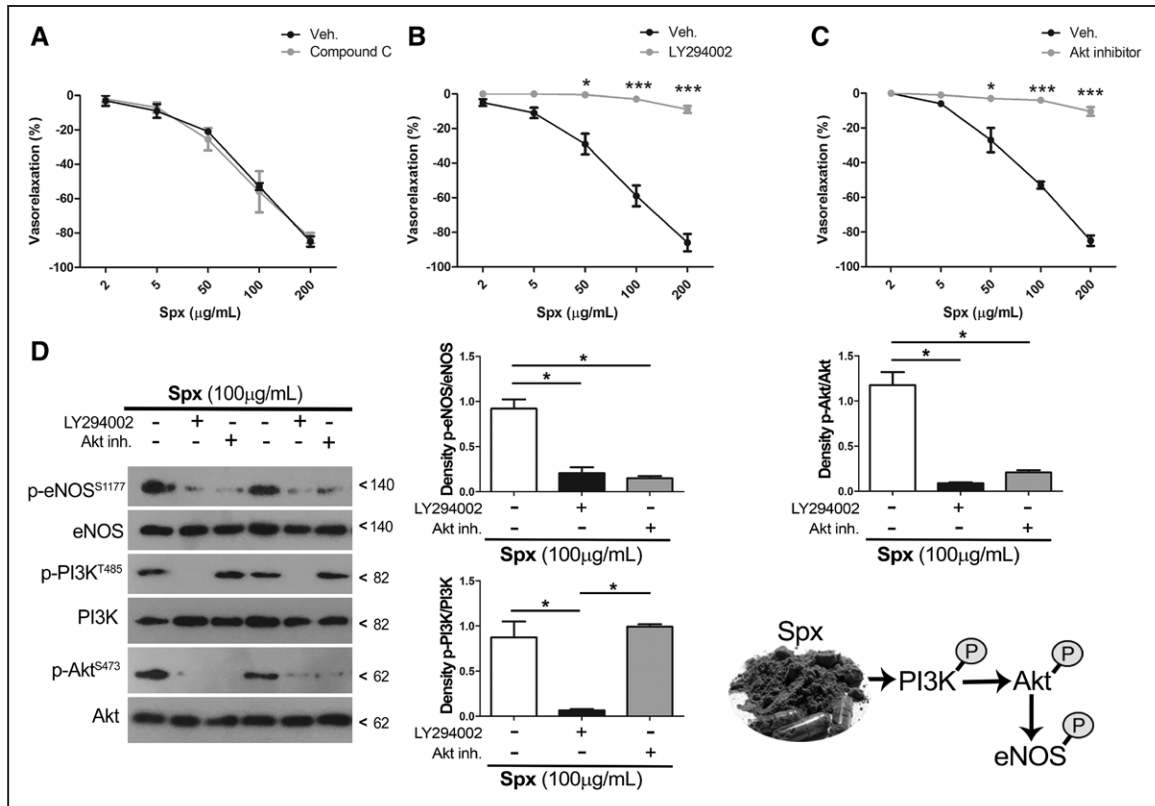 A
Veh.
Compound C
Vasorelaxation (%)
0
-20
-40
-60
-80
-100
2
5
50
100
200
Spx (µg/mL)
B
Veh.
LY294002
* *** ***
Vasorelaxation (%)
0
-20
-40
-60
-80
-100
2
5
50
100
200
Spx (µg/mL)
C
Veh.
Akt inhibitor
* *** ***
Vasorelaxation (%)
0
-20
-40
-60
-80
-100
2
5
50
100
200
Spx (µg/mL)
D
Spx (100µg/mL)
LY294002 - + - - + -
Akt inh. - - + - - +
p-eNOS^S1177 < 140
eNOS < 140
p-PI3K^T485 < 82
PI3K < 82
p-Akt^S473 < 62
Akt < 62
Density p-eNOS/eNOS
1.5
1.0
0.5
0.0
*
*
LY294002 - + -
Akt inh. - - +
Spx (100µg/mL)
Density p-Akt/Akt
1.5
1.0
0.5
0.0
*
*
LY294002 - + -
Akt inh. - - +
Spx (100µg/mL)
Density p-PI3K/PI3K
1.5
1.0
0.5
0.0
* *
LY294002 - + -
Akt inh. - - +
Spx (100µg/mL)
Spx
P P
PI3K Akt
P
eNOS